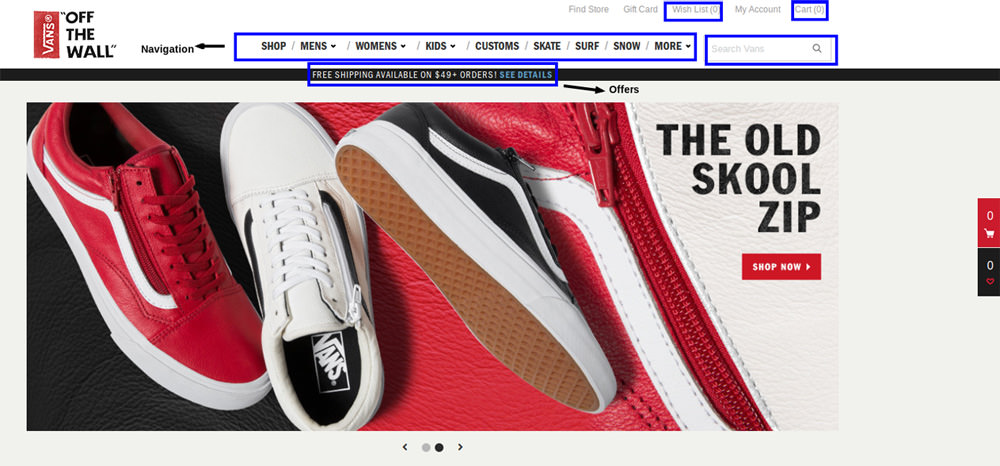 Find Store Gift Card Wish List (0) My Account Cart (0)
VANS® "OFF
THE
WALL"
Navigation
SHOP / MENS / WOMENS / KIDS / CUSTOMS / SKATE / SURF / SNOW / MORE
Search Vans
FREE SHIPPING AVAILABLE ON $49+ ORDERS! SEE DETAILS
Offers
THE OLD
SKOOL
ZIP
SHOP NOW
VANS
0
0